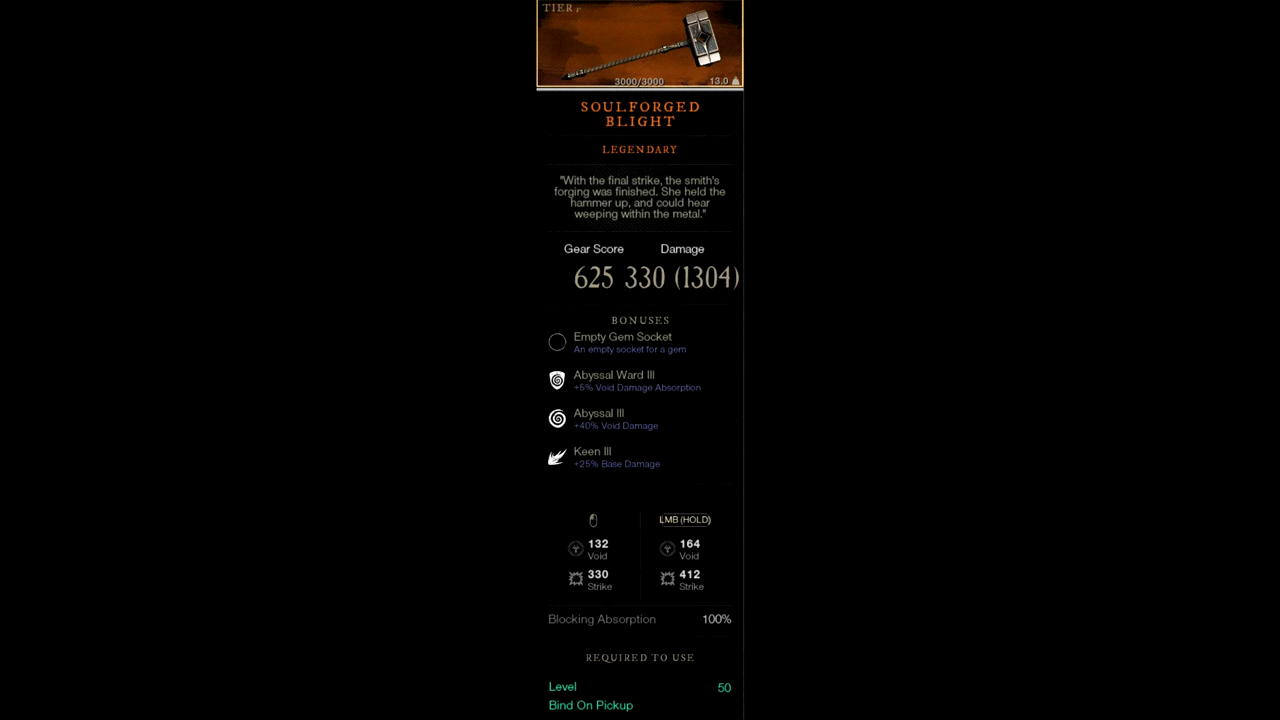 TIER
3000/3000 13.0
SOULFORGED
BLIGHT
LEGENDARY
"With the final strike, the smith's
forging was finished. She held the
hammer up, and could hear
weeping within the metal."
Gear Score Damage
625 330 (1304)
BONUSES
Empty Gem Socket
An empty socket for a gem
Abyssal Ward III
+5% Void Damage Absorption
Abyssal III
+40% Void Damage
Keen III
+25% Base Damage
LMB (HOLD)
132 164
Void Void
330 412
Strike Strike
Blocking Absorption 100%
REQUIRED TO USE
Level 50
Bind On Pickup